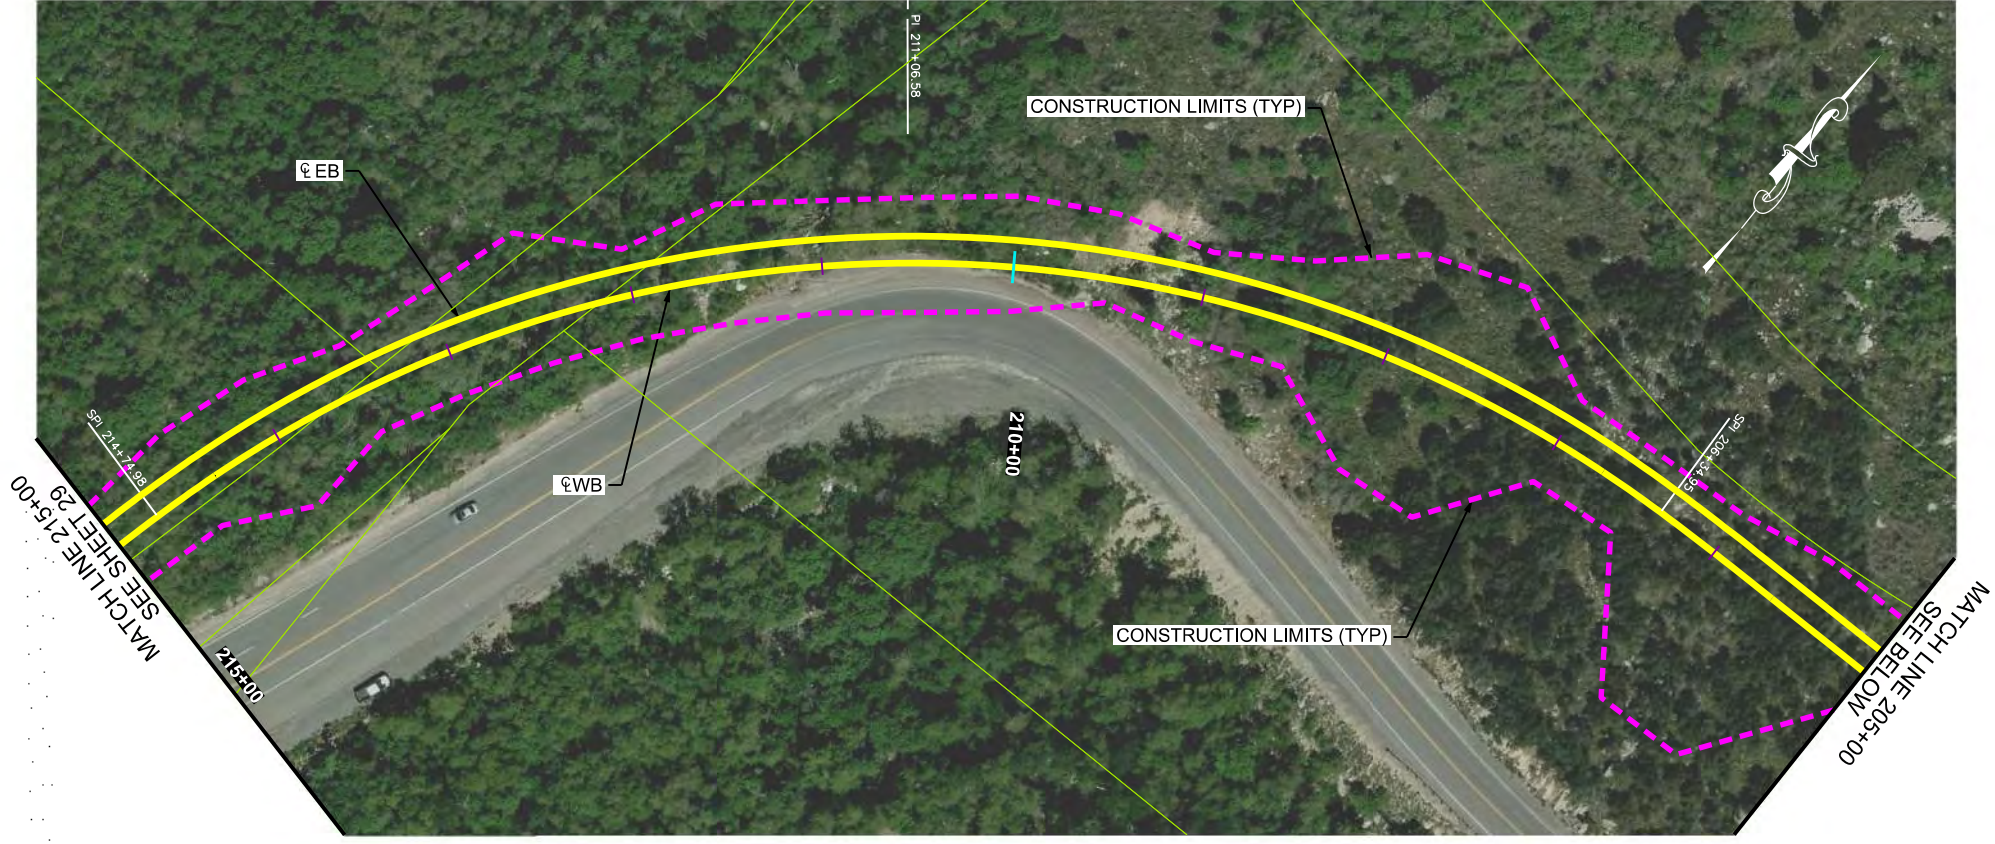 PI 211+06.58
CONSTRUCTION LIMITS (TYP)
℄ EB
SPI 214+74.98
210+00
SPI 206+34.95
℄ WB
MATCH LINE 215+00
SEE SHEET 29
215+00
CONSTRUCTION LIMITS (TYP)
MATCH LINE 205+00
SEE BELOW